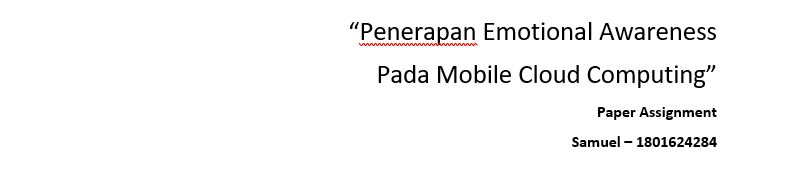 “Penerapan Emotional Awareness
Pada Mobile Cloud Computing”
Paper Assignment
Samuel – 1801624284